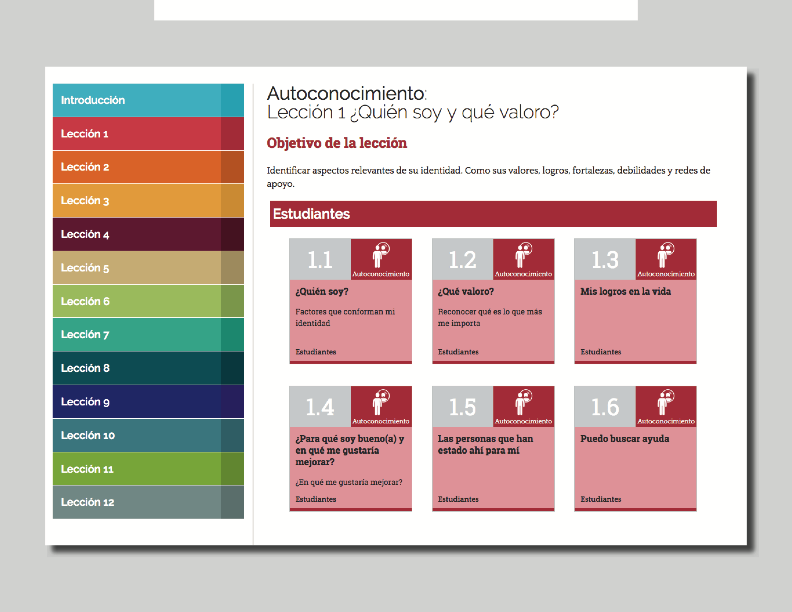 Introducción
Lección 1
Lección 2
Lección 3
Lección 4
Lección 5
Lección 6
Lección 7
Lección 8
Lección 9
Lección 10
Lección 11
Lección 12
Autoconocimiento:
Lección 1 ¿Quién soy y qué valoro?
Objetivo de la lección
Identificar aspectos relevantes de su identidad. Como sus valores, logros, fortalezas, debilidades y redes de
apoyo.
Estudiantes
1.1
Autoconocimiento
¿Quién soy?
Factores que conforman mi
identidad
Estudiantes
1.2
Autoconocimiento
¿Qué valoro?
Reconocer qué es lo que más
me importa
Estudiantes
1.3
Autoconocimiento
Mis logros en la vida
Estudiantes
1.4
Autoconocimiento
¿Para qué soy bueno(a) y
en qué me gustaría
mejorar?
¿En qué me gustaría mejorar?
Estudiantes
1.5
Autoconocimiento
Las personas que han
estado ahí para mí
Estudiantes
1.6
Autoconocimiento
Puedo buscar ayuda
Estudiantes